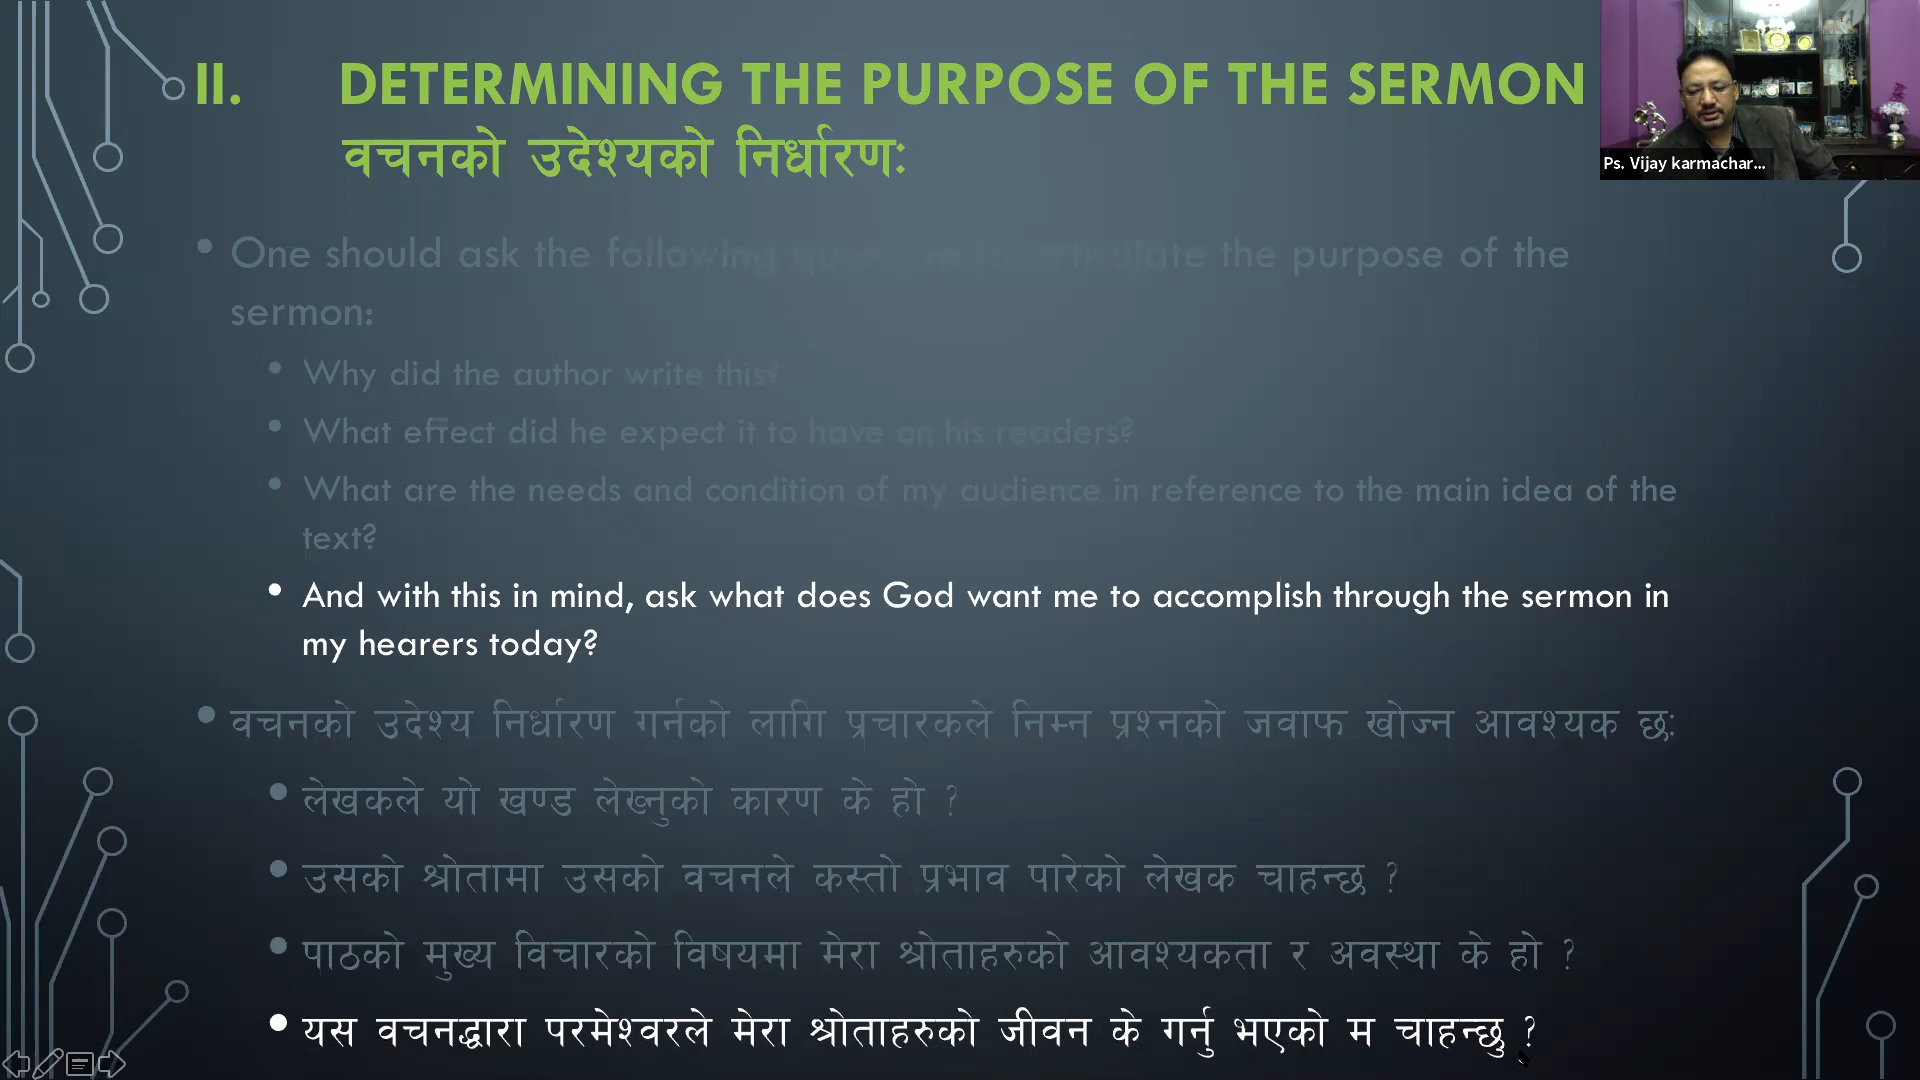 II. DETERMINING THE PURPOSE OF THE SERMON
वचनको उदेश्यको निर्धारण:
Ps. Vijay karmachar...
• One should ask the following question to articulate the purpose of the
sermon:
• Why did the author write this?
• What effect did he expect it to have on his readers?
• What are the needs and condition of my audience in reference to the main idea of the
text?
• And with this in mind, ask what does God want me to accomplish through the sermon in
my hearers today?
• वचनको उदेश्य निर्धारण गर्नको लागि प्रचारकले निम्न प्रश्नको जवाफ खोज्न आवश्यक छ:
• लेखकले यो खण्ड लेख्नुको कारण के हो ?
• उसको श्रोतामा उसको वचनले कस्तो प्रभाव पारेको लेखक चाहन्छ ?
• पाठको मुख्य विचारको विषयमा मेरा श्रोताहरुको आवश्यकता र अवस्था के हो ?
• यस वचनद्धारा परमेश्वरले मेरा श्रोताहरुको जीवन के गर्नु भएको म चाहन्छु ?